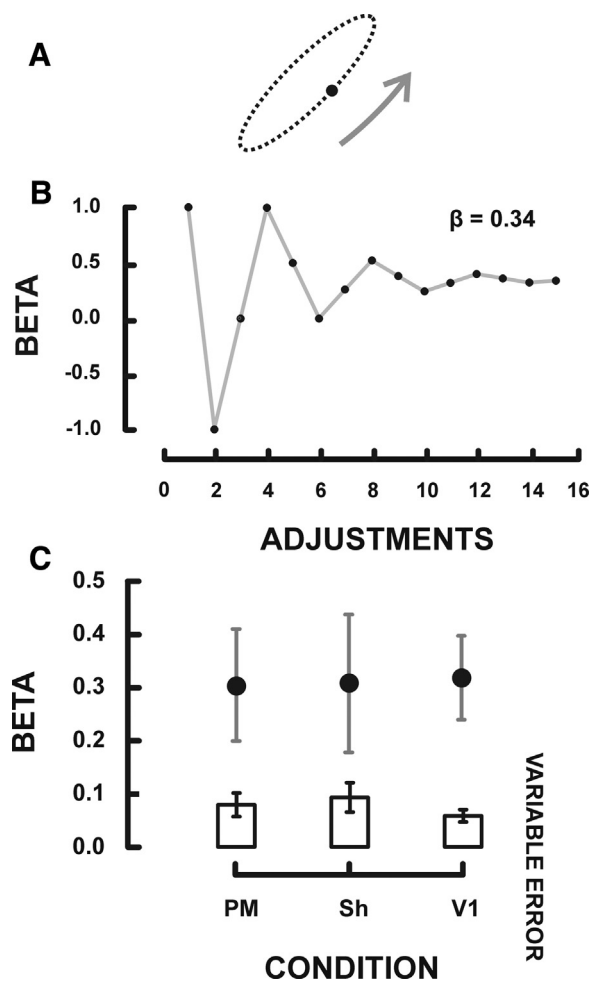 A
B
1.0
β = 0.34
0.5
BETA
0.0
-0.5
-1.0
0 2 4 6 8 10 12 14 16
ADJUSTMENTS
C
0.5
0.4
0.3
BETA
0.2
0.1
0.0
VARIABLE ERROR
PM Sh V1
CONDITION